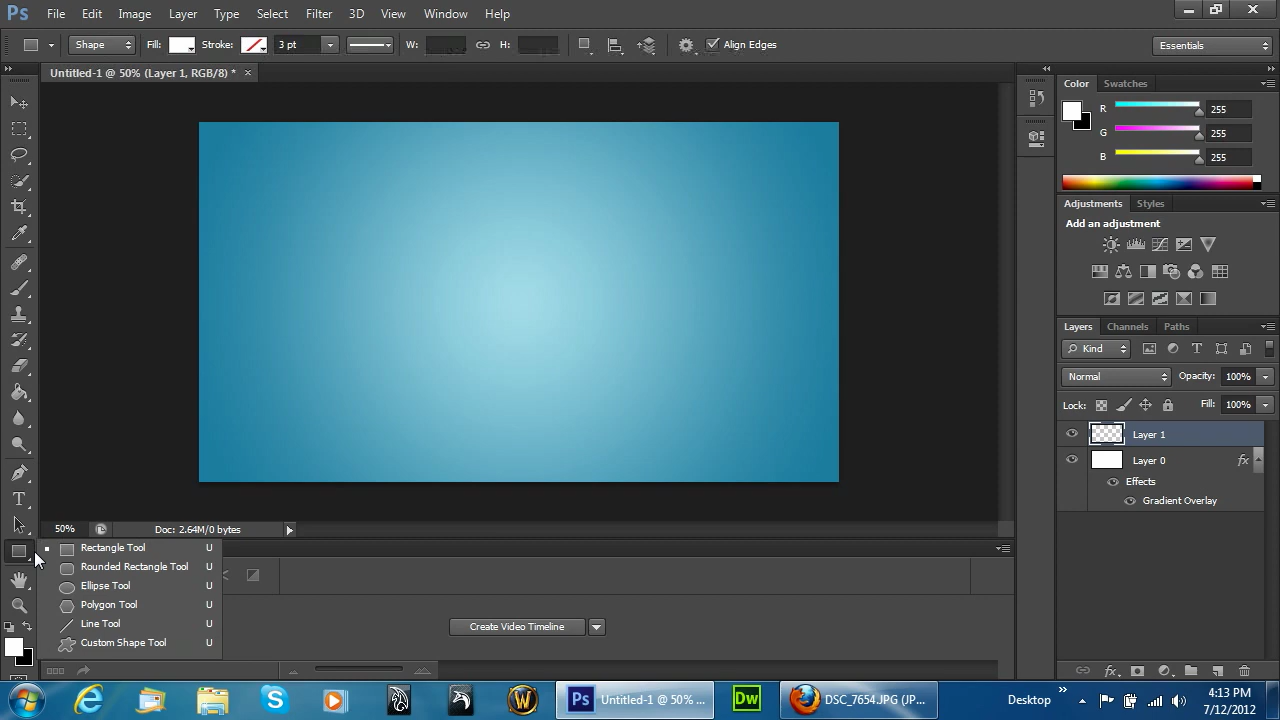 Ps File Edit Image Layer Type Select Filter 3D View Window Help
Shape Fill: Stroke: 3 pt W: H: Align Edges Essentials
Untitled-1 @ 50% (Layer 1, RGB/8) * ×
Color Swatches
R 255
G 255
B 255
Adjustments Styles
Add an adjustment
Layers Channels Paths
Kind
Normal Opacity: 100%
Lock: Fill: 100%
Layer 1
Layer 0 fx
Effects
Gradient Overlay
50% Doc: 2.64M/0 bytes
Rectangle Tool U
Rounded Rectangle Tool U
Ellipse Tool U
Polygon Tool U
Line Tool U
Custom Shape Tool U
Create Video Timeline
fx
Ps Untitled-1 @ 50% ... Dw DSC_7654.JPG (JP... Desktop »
4:13 PM
7/12/2012